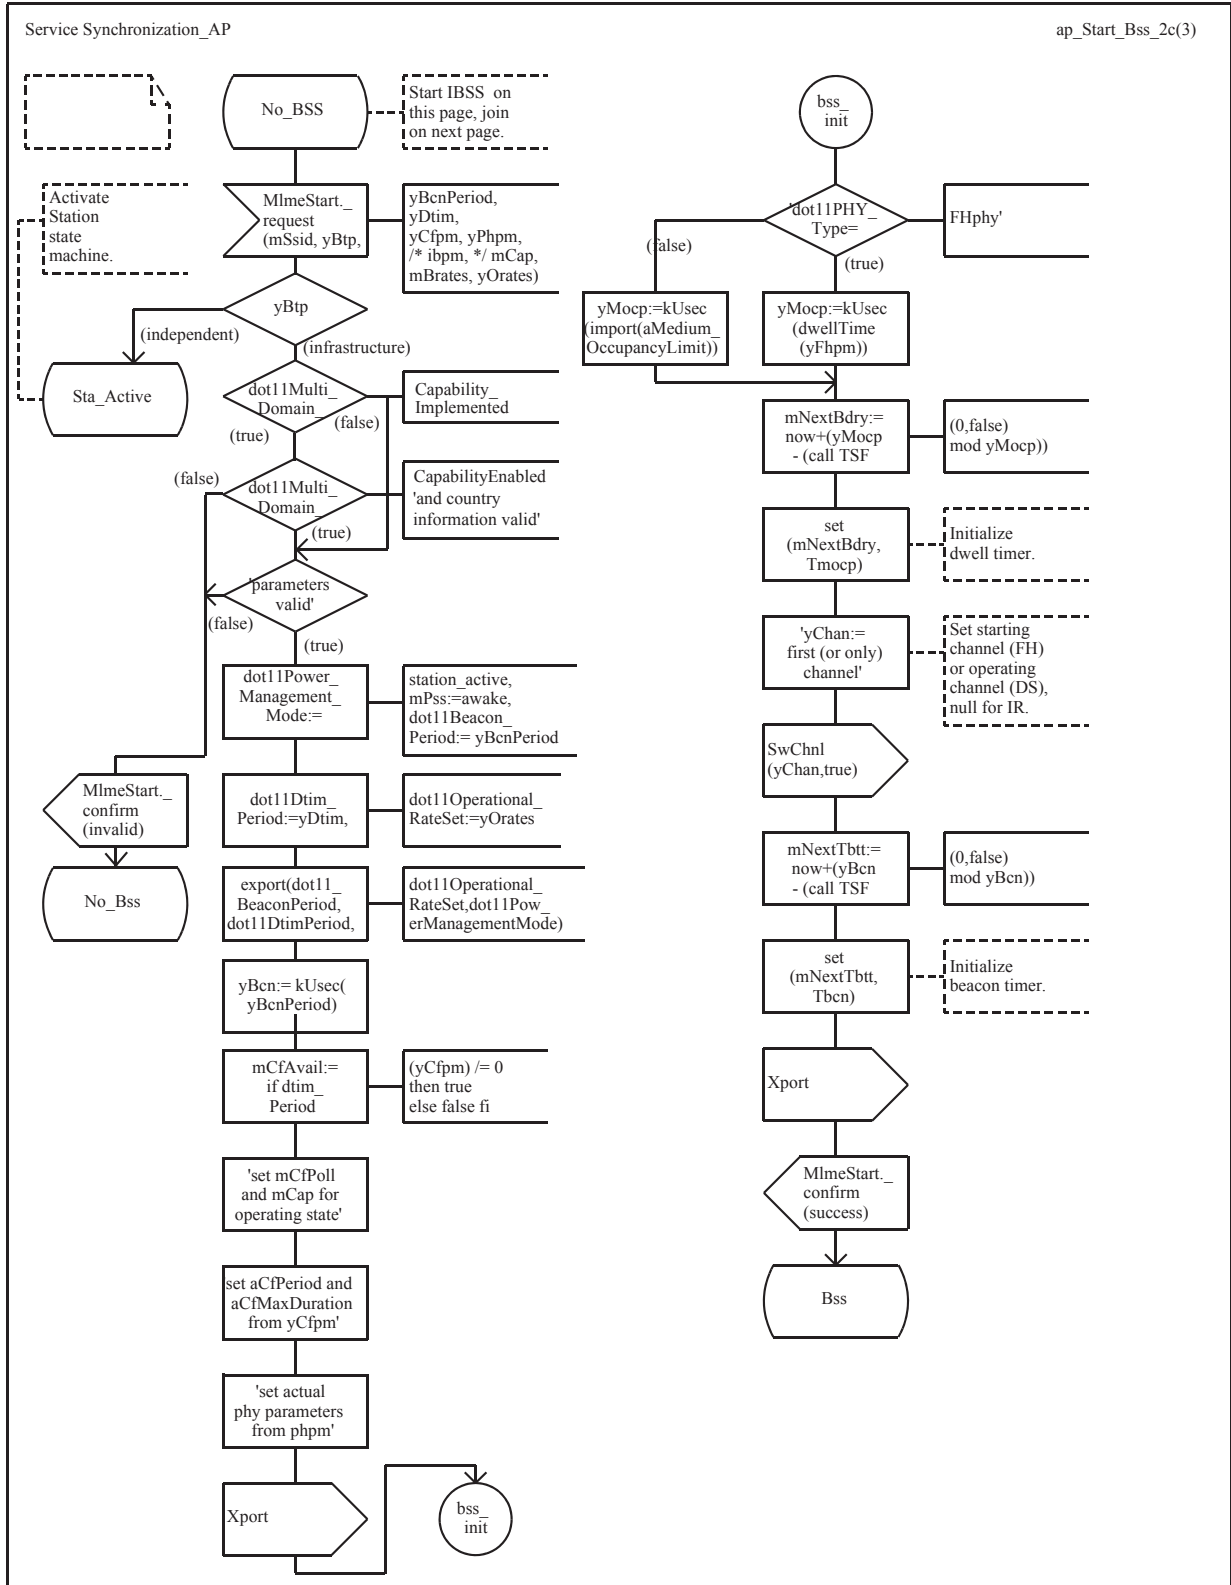 Service Synchronization_AP
ap_Start_Bss_2c(3)
No_BSS
Start IBSS on
this page, join
on next page.
Activate
Station
state
machine.
MlmeStart._
request
(mSsid, yBtp,
yBcnPeriod,
yDtim,
yCfpm, yPhpm,
/* ibpm, */ mCap,
mBrates, yOrates)
yBtp
(independent)
(infrastructure)
Sta_Active
dot11Multi_
Domain_
Capability_
Implemented
(true)
(false)
(false)
dot11Multi_
Domain_
CapabilityEnabled
'and country
information valid'
(true)
'parameters
valid'
(false)
(true)
dot11Power_
Management_
Mode:=
station_active,
mPss:=awake,
dot11Beacon_
Period:= yBcnPeriod
MlmeStart._
confirm
(invalid)
dot11Dtim_
Period:=yDtim,
dot11Operational_
RateSet:=yOrates
No_Bss
export(dot11_
BeaconPeriod,
dot11DtimPeriod,
dot11Operational_
RateSet,dot11Pow_
erManagementMode)
yBcn:= kUsec(
yBcnPeriod)
mCfAvail:=
if dtim_
Period
(yCfpm) /= 0
then true
else false fi
'set mCfPoll
and mCap for
operating state'
set aCfPeriod and
aCfMaxDuration
from yCfpm'
'set actual
phy parameters
from phpm'
Xport
bss_
init
bss_
init
'dot11PHY_
Type=
FHphy'
(false)
(true)
yMocp:=kUsec
(import(aMedium_
OccupancyLimit))
yMocp:=kUsec
(dwellTime
(yFhpm))
mNextBdry:=
now+(yMocp
- (call TSF
(0,false)
mod yMocp))
set
(mNextBdry,
Tmocp)
Initialize
dwell timer.
'yChan:=
first (or only)
channel'
Set starting
channel (FH)
or operating
channel (DS),
null for IR.
SwChnl
(yChan,true)
mNextTbtt:=
now+(yBcn
- (call TSF
(0,false)
mod yBcn))
set
(mNextTbtt,
Tbcn)
Initialize
beacon timer.
Xport
MlmeStart._
confirm
(success)
Bss